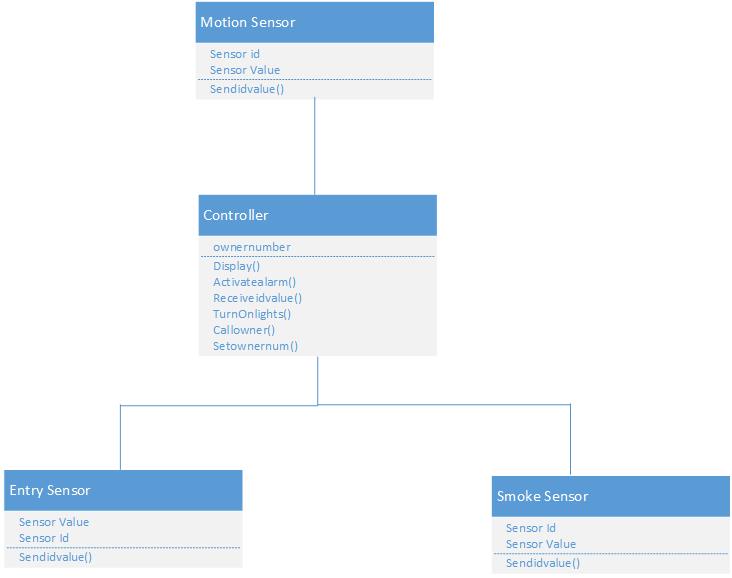 Motion Sensor
Sensor id
Sensor Value
Sendidvalue()
Controller
ownernumber
Display()
Activatealarm()
Receiveidvalue()
TurnOnlights()
Callowner()
Setownernum()
Entry Sensor
Sensor Value
Sensor Id
Sendidvalue()
Smoke Sensor
Sensor Id
Sensor Value
Sendidvalue()